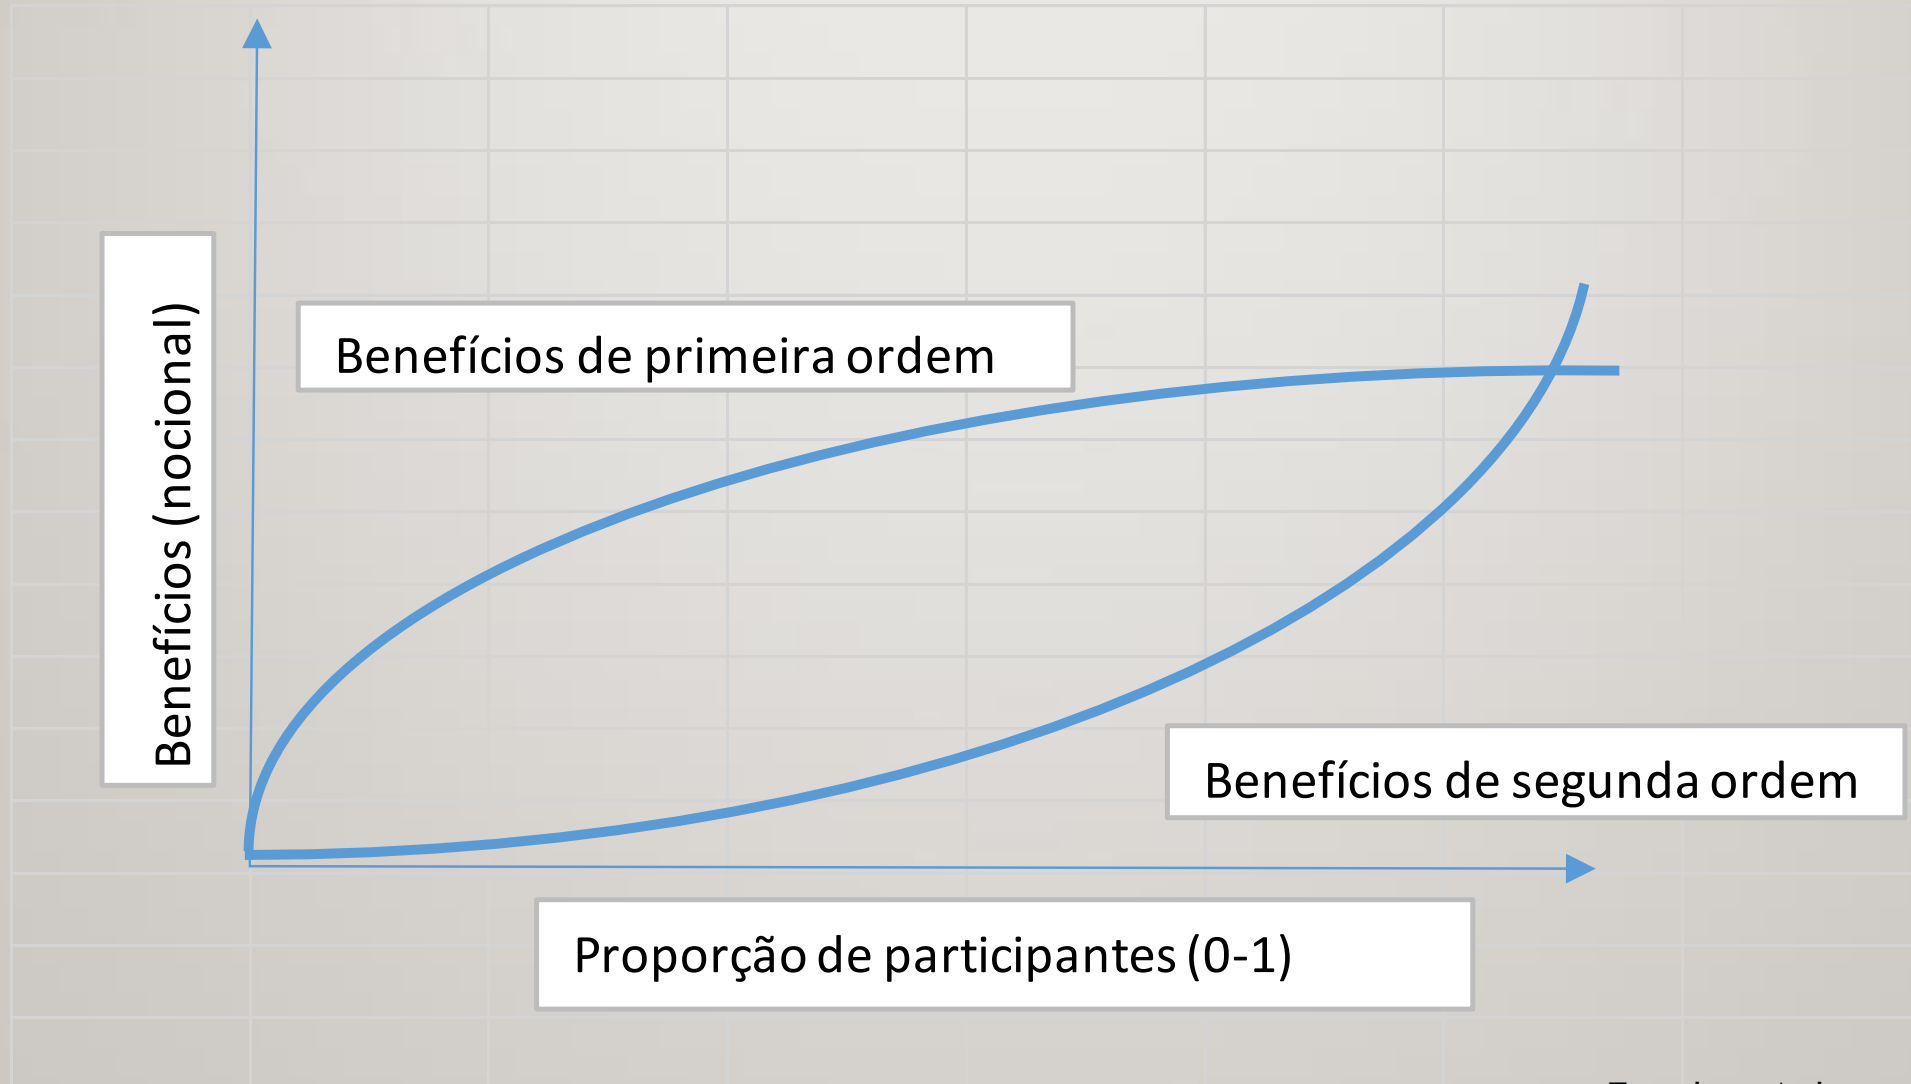 Benefícios (nocional)
Benefícios de primeira ordem
Benefícios de segunda ordem
Proporção de participantes (0-1)